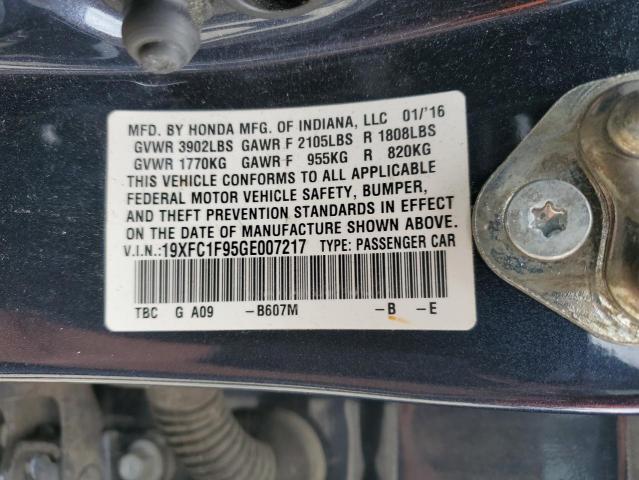 MFD. BY HONDA MFG. OF INDIANA, LLC 01/'16
GVWR 3902LBS GAWR F 2105LBS R 1808LBS
GVWR 1770KG GAWR F 955KG R 820KG
THIS VEHICLE CONFORMS TO ALL APPLICABLE
FEDERAL MOTOR VEHICLE SAFETY, BUMPER,
AND THEFT PREVENTION STANDARDS IN EFFECT
ON THE DATE OF MANUFACTURE SHOWN ABOVE.
V.I.N.:19XFC1F95GE007217 TYPE: PASSENGER CAR
TBC G A09 -B607M -B -E